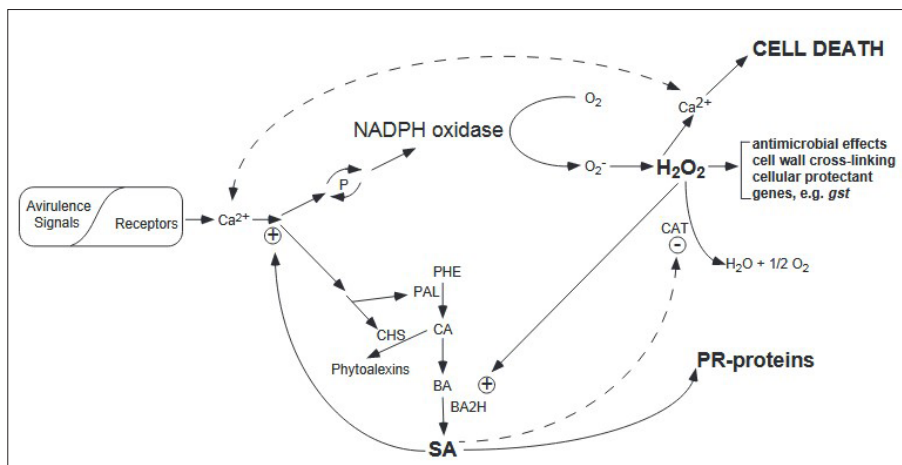 CELL DEATH
Ca2+
O2
NADPH oxidase
antimicrobial effects
cell wall cross-linking
cellular protectant
genes, e.g. gst
O2-
H2O2
P
Avirulence
Signals
Receptors
Ca2+
+
CAT
-
H2O + 1/2 O2
PHE
PAL
CHS
CA
Phytoalexins
PR-proteins
BA
+
BA2H
SA